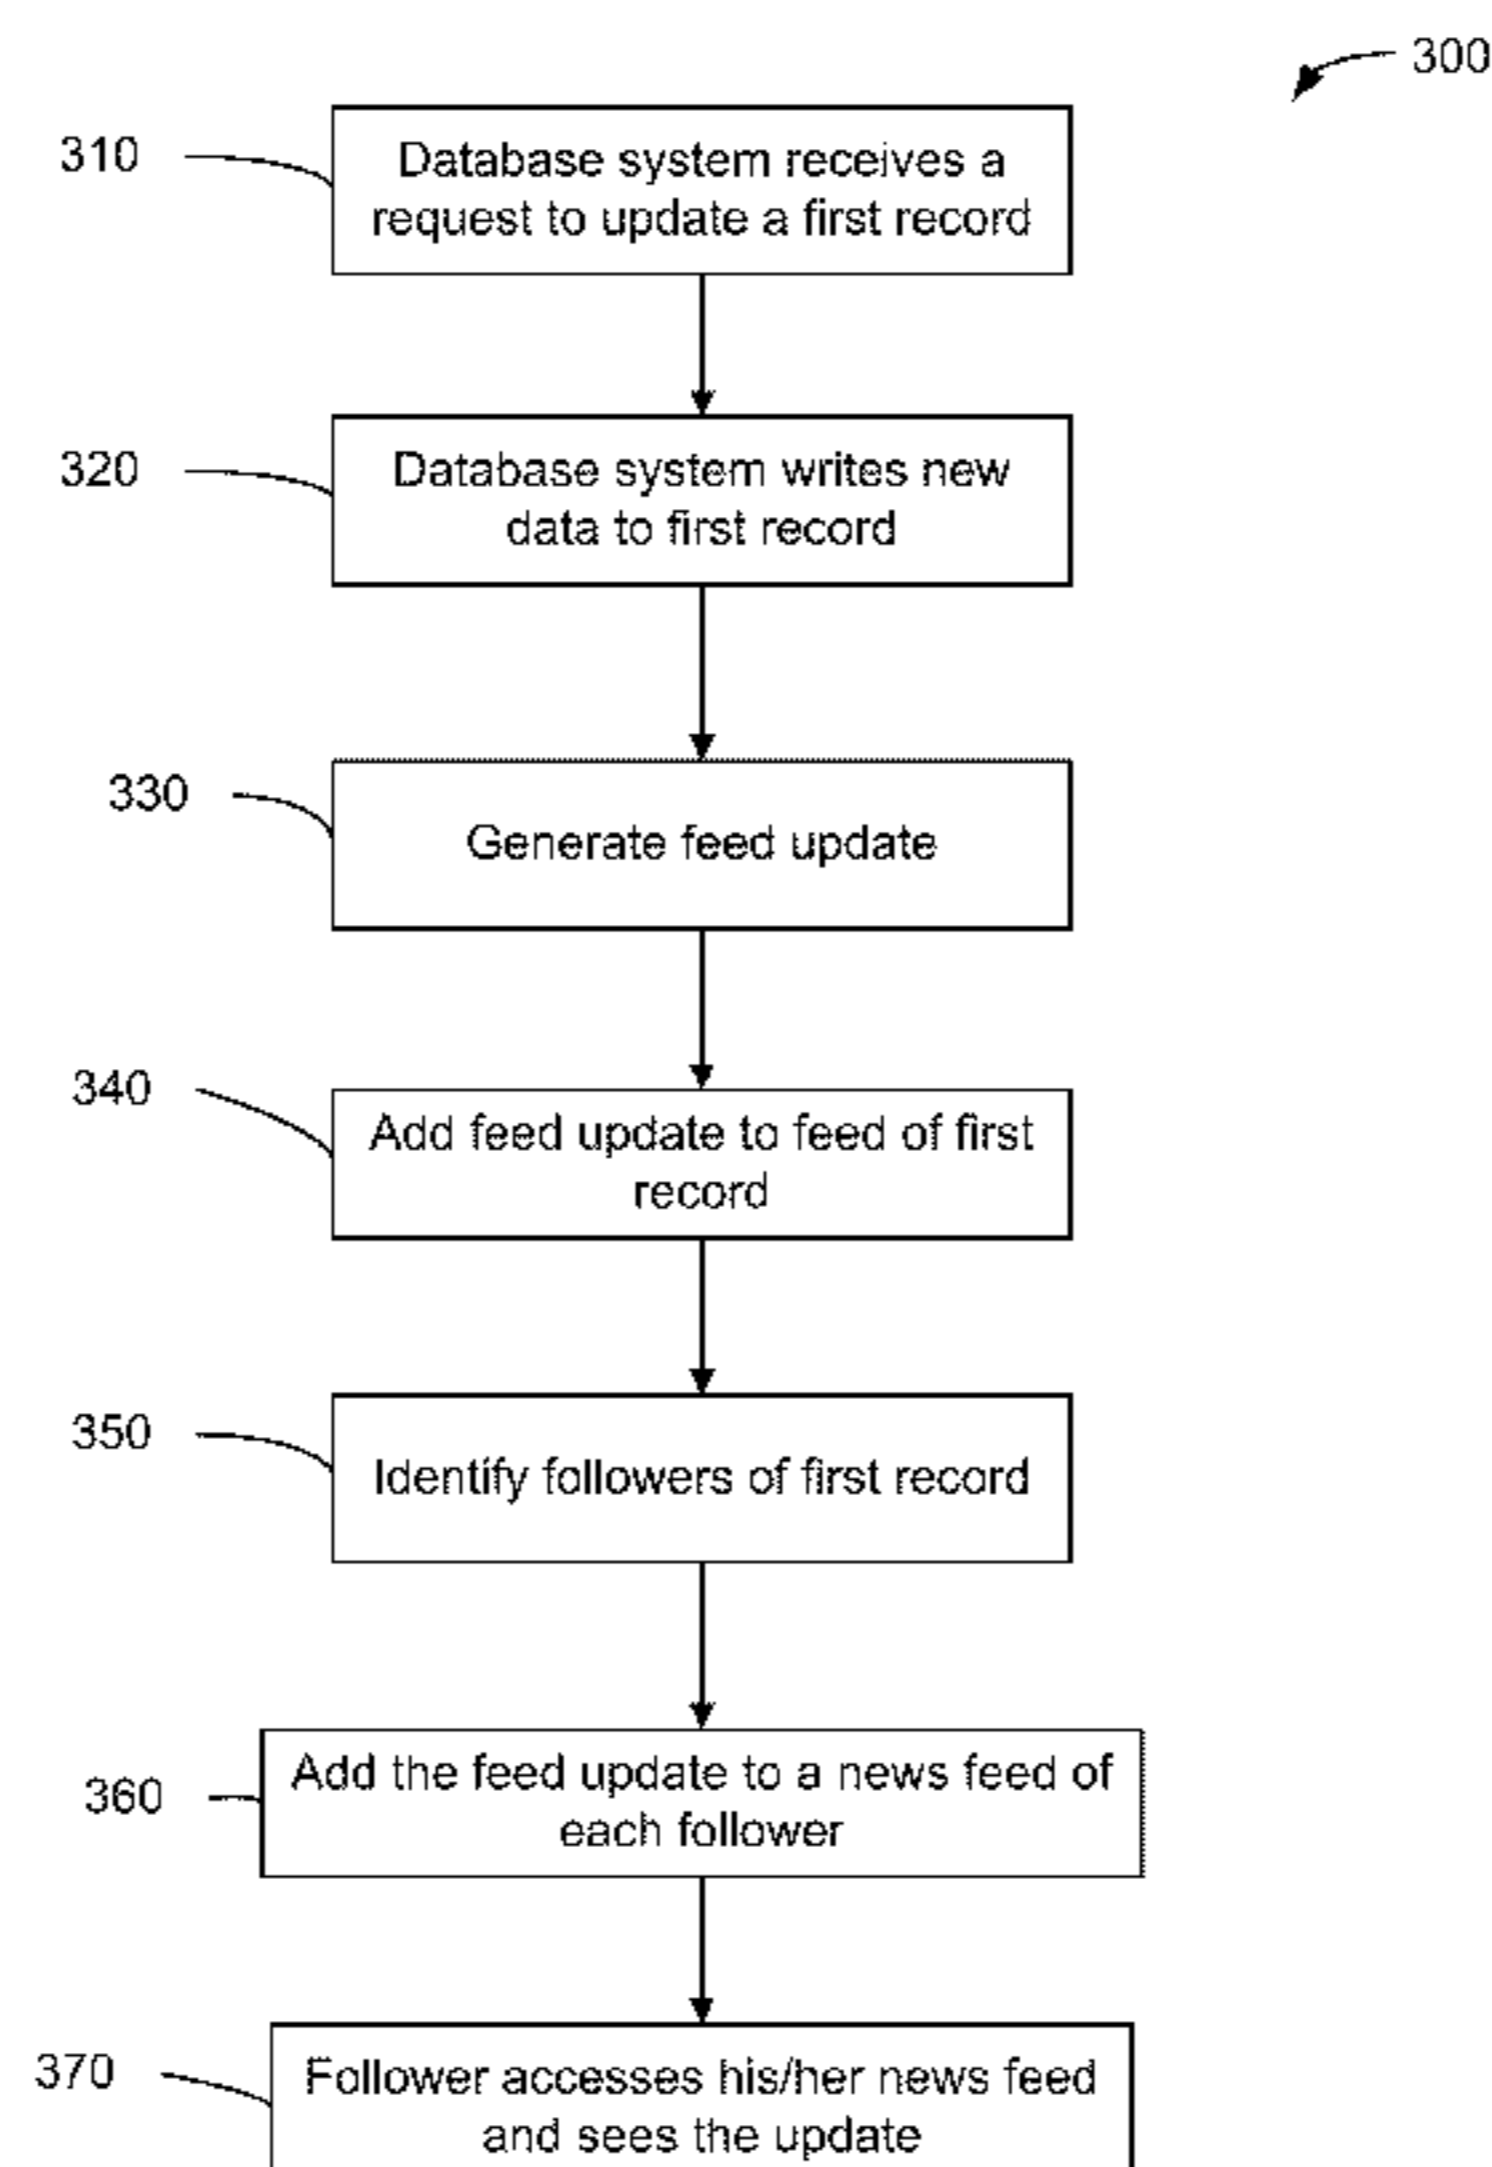 300
310
Database system receives a
request to update a first record
320
Database system writes new
data to first record
330
Generate feed update
340
Add feed update to feed of first
record
350
Identify followers of first record
360
Add the feed update to a news feed of
each follower
370
Follower accesses his/her news feed
and sees the update